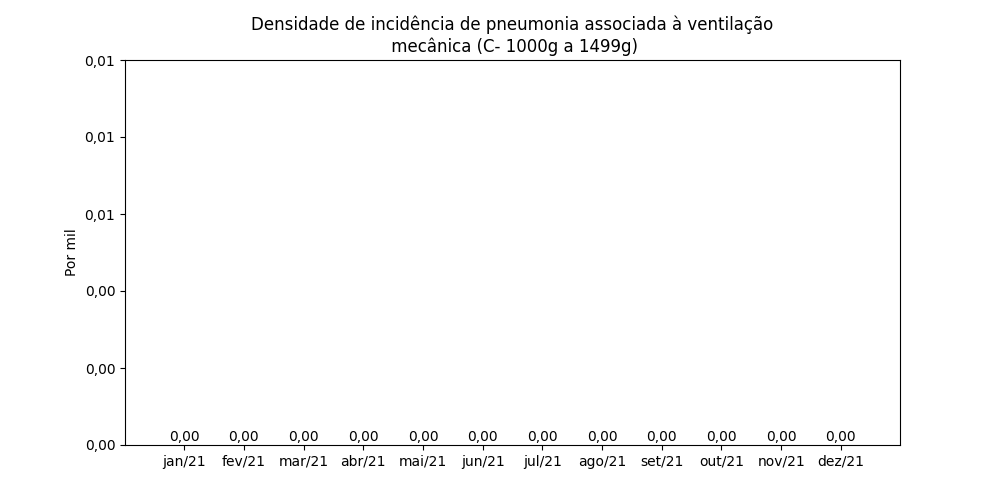 Densidade de incidência de pneumonia associada à ventilação
mecânica (C- 1000g a 1499g)
0,01
0,01
0,01
Por mil
0,00
0,00
0,00
0,00 0,00 0,00 0,00 0,00 0,00 0,00 0,00 0,00 0,00 0,00 0,00
jan/21 fev/21 mar/21 abr/21 mai/21 jun/21 jul/21 ago/21 set/21 out/21 nov/21 dez/21